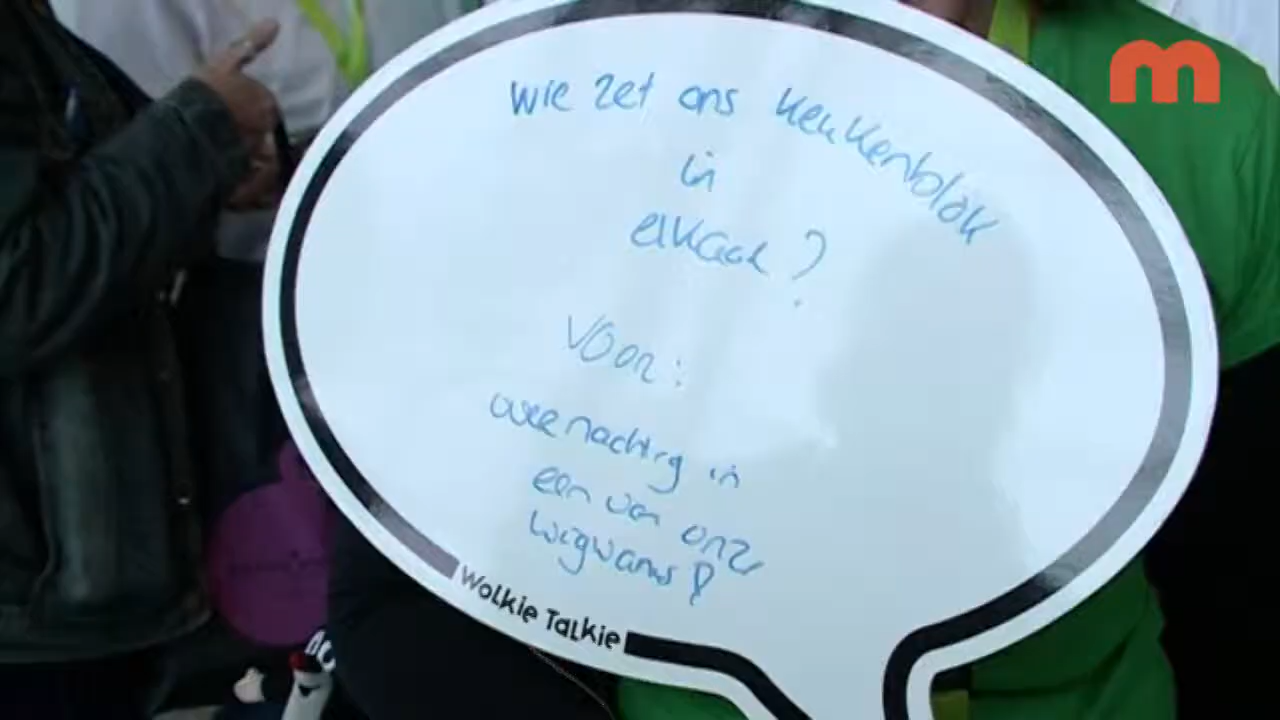 wie zet ons keukenblok
in
elkaar?
voor:
overnachting in
een van onze
wigwams!
Wolkie Talkie
m